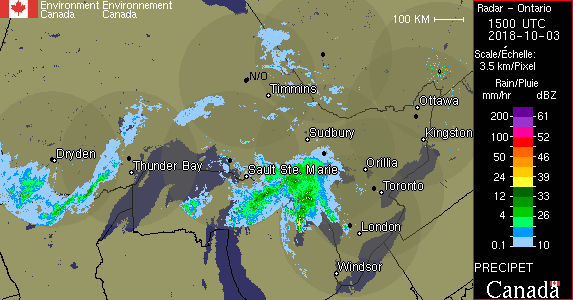 Environment Environnement
Canada Canada
100 KM
N/O
Timmins
Ottawa
Sudbury
Kingston
Dryden
Thunder Bay
Sault Ste. Marie
Orillia
Toronto
London
Windsor
Radar - Ontario
1500 UTC
2018-10-03
Scale/Échelle:
3.5 km/Pixel
Rain/Pluie
mm/hr dBZ
200 61
100 52
50 46
24 39
12 33
4 26
0.1 10
PRECIPET
Canada